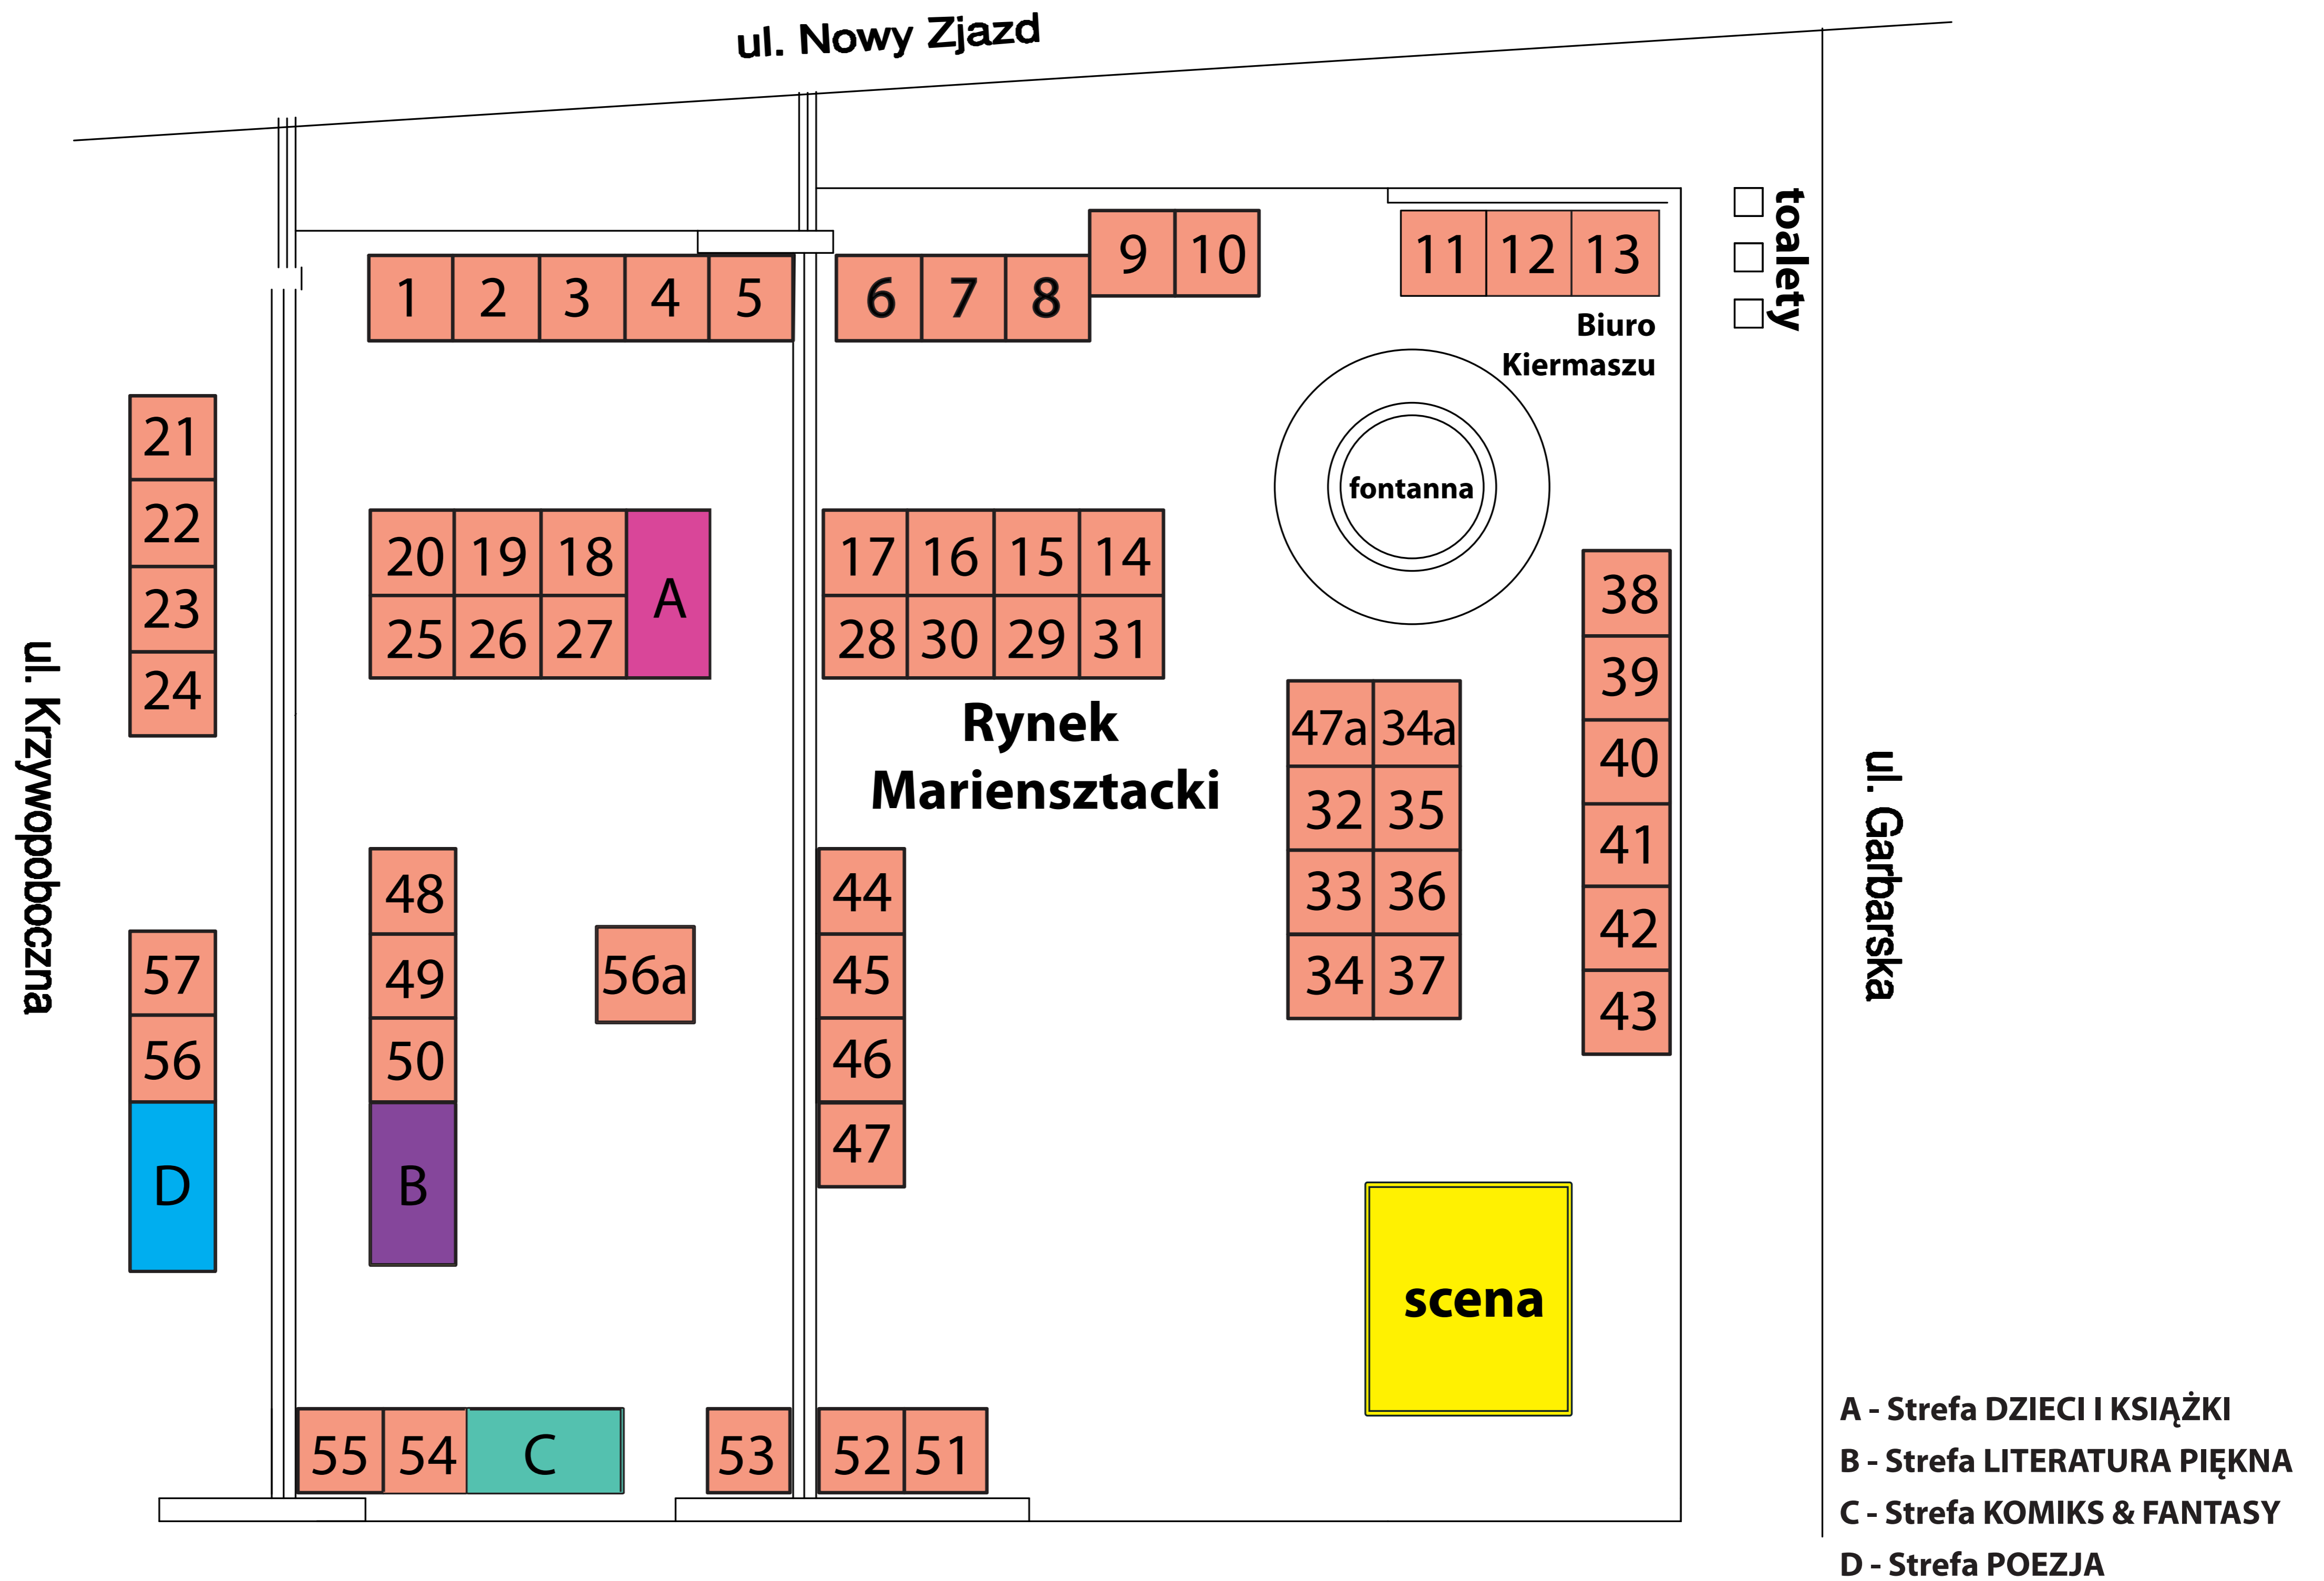 ul. Nowy Zjazd
9 10
11 12 13
toalety
1 2 3 4 5
6 7 8
Biuro
Kiermaszu
21
22
23
24
fontanna
20 19 18
A
25 26 27
17 16 15 14
28 30 29 31
38
39
40
41
42
43
ul. Krzywopoboczna
Rynek
Mariensztacki
47a 34a
32 35
33 36
34 37
ul. Garbarska
48
49
50
B
56a
44
45
46
47
57
56
D
scena
55 54 C
53
52 51
A - Strefa DZIECI I KSIĄŻKI
B - Strefa LITERATURA PIĘKNA
C - Strefa KOMIKS & FANTASY
D - Strefa POEZJA